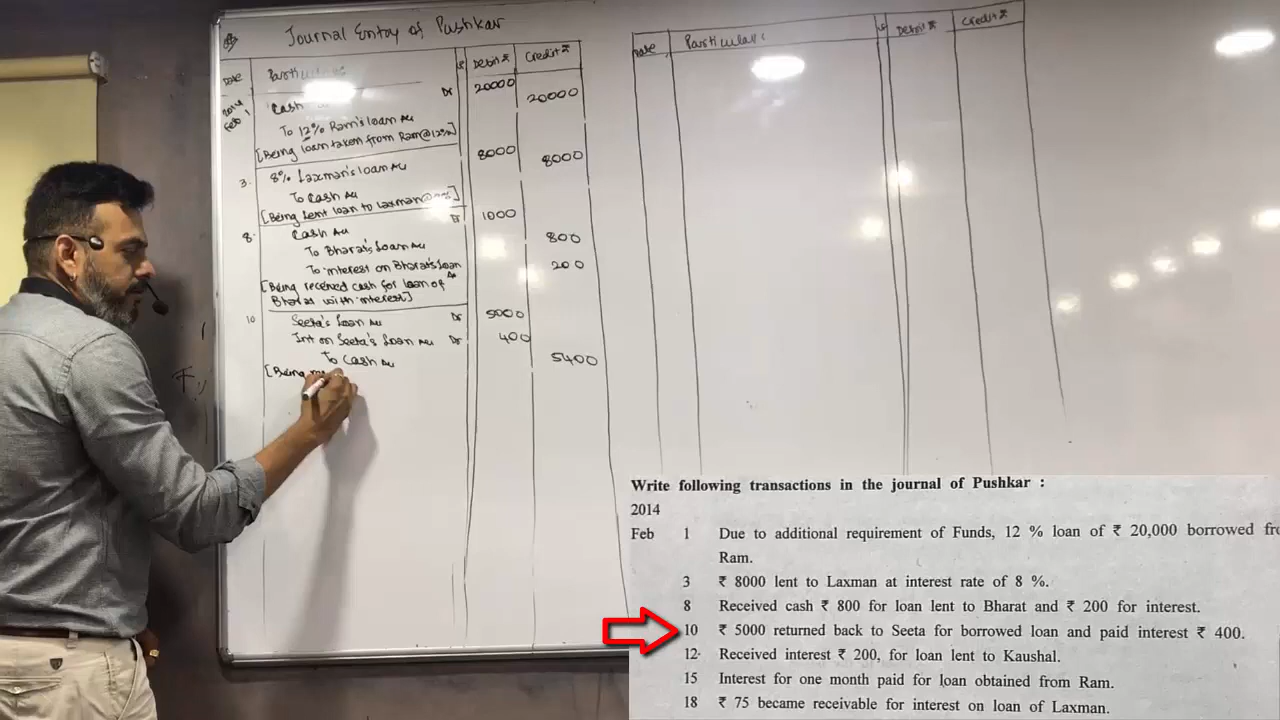 Journal Entry of Pushkar
Date Particulars Debit ₹ Credit ₹
2014
Feb 1 Cash Dr 20000
To 12% Ram's loan Au 20000
[Being loan taken from Ram @ 12%]
3. 8% Laxman's loan Au 8000
To Cash Au 8000
[Being Lent loan to Laxman @
8. Cash Au Dr 1000
To Bharat's Loan Au 800
To interest on Bharat's Loan 200
[Being received cash for loan of
Bharat with interest]
10 Seeta's Loan Au Dr 5000
Int on Seeta's Loan Au Dr 400
To Cash Au 5400
[Being
Date Particulars Debit ₹ Credit ₹
Write following transactions in the journal of Pushkar :
2014
Feb 1 Due to additional requirement of Funds, 12 % loan of ₹ 20,000 borrowed fro
Ram.
3 ₹ 8000 lent to Laxman at interest rate of 8 %.
8 Received cash ₹ 800 for loan lent to Bharat and ₹ 200 for interest.
10 ₹ 5000 returned back to Seeta for borrowed loan and paid interest ₹ 400.
12 Received interest ₹ 200, for loan lent to Kaushal.
15 Interest for one month paid for loan obtained from Ram.
18 ₹ 75 became receivable for interest on loan of Laxman.